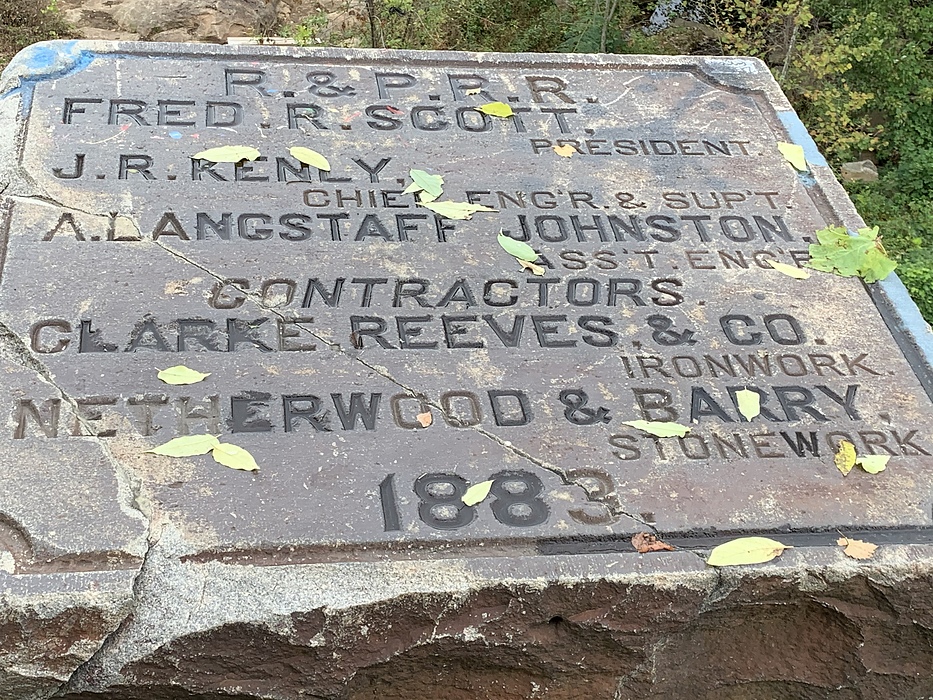 R. & P. R. R.
FRED. R. SCOTT.
PRESIDENT.
J. R. KENLY,
CHIEF ENG'R. & SUP'T.
A. LANGSTAFF JOHNSTON.
ASS'T. ENG'R
CONTRACTORS.
CLARKE. REEVES. & CO.
IRONWORK.
NETHERWOOD & BARRY.
STONEWORK
1883.